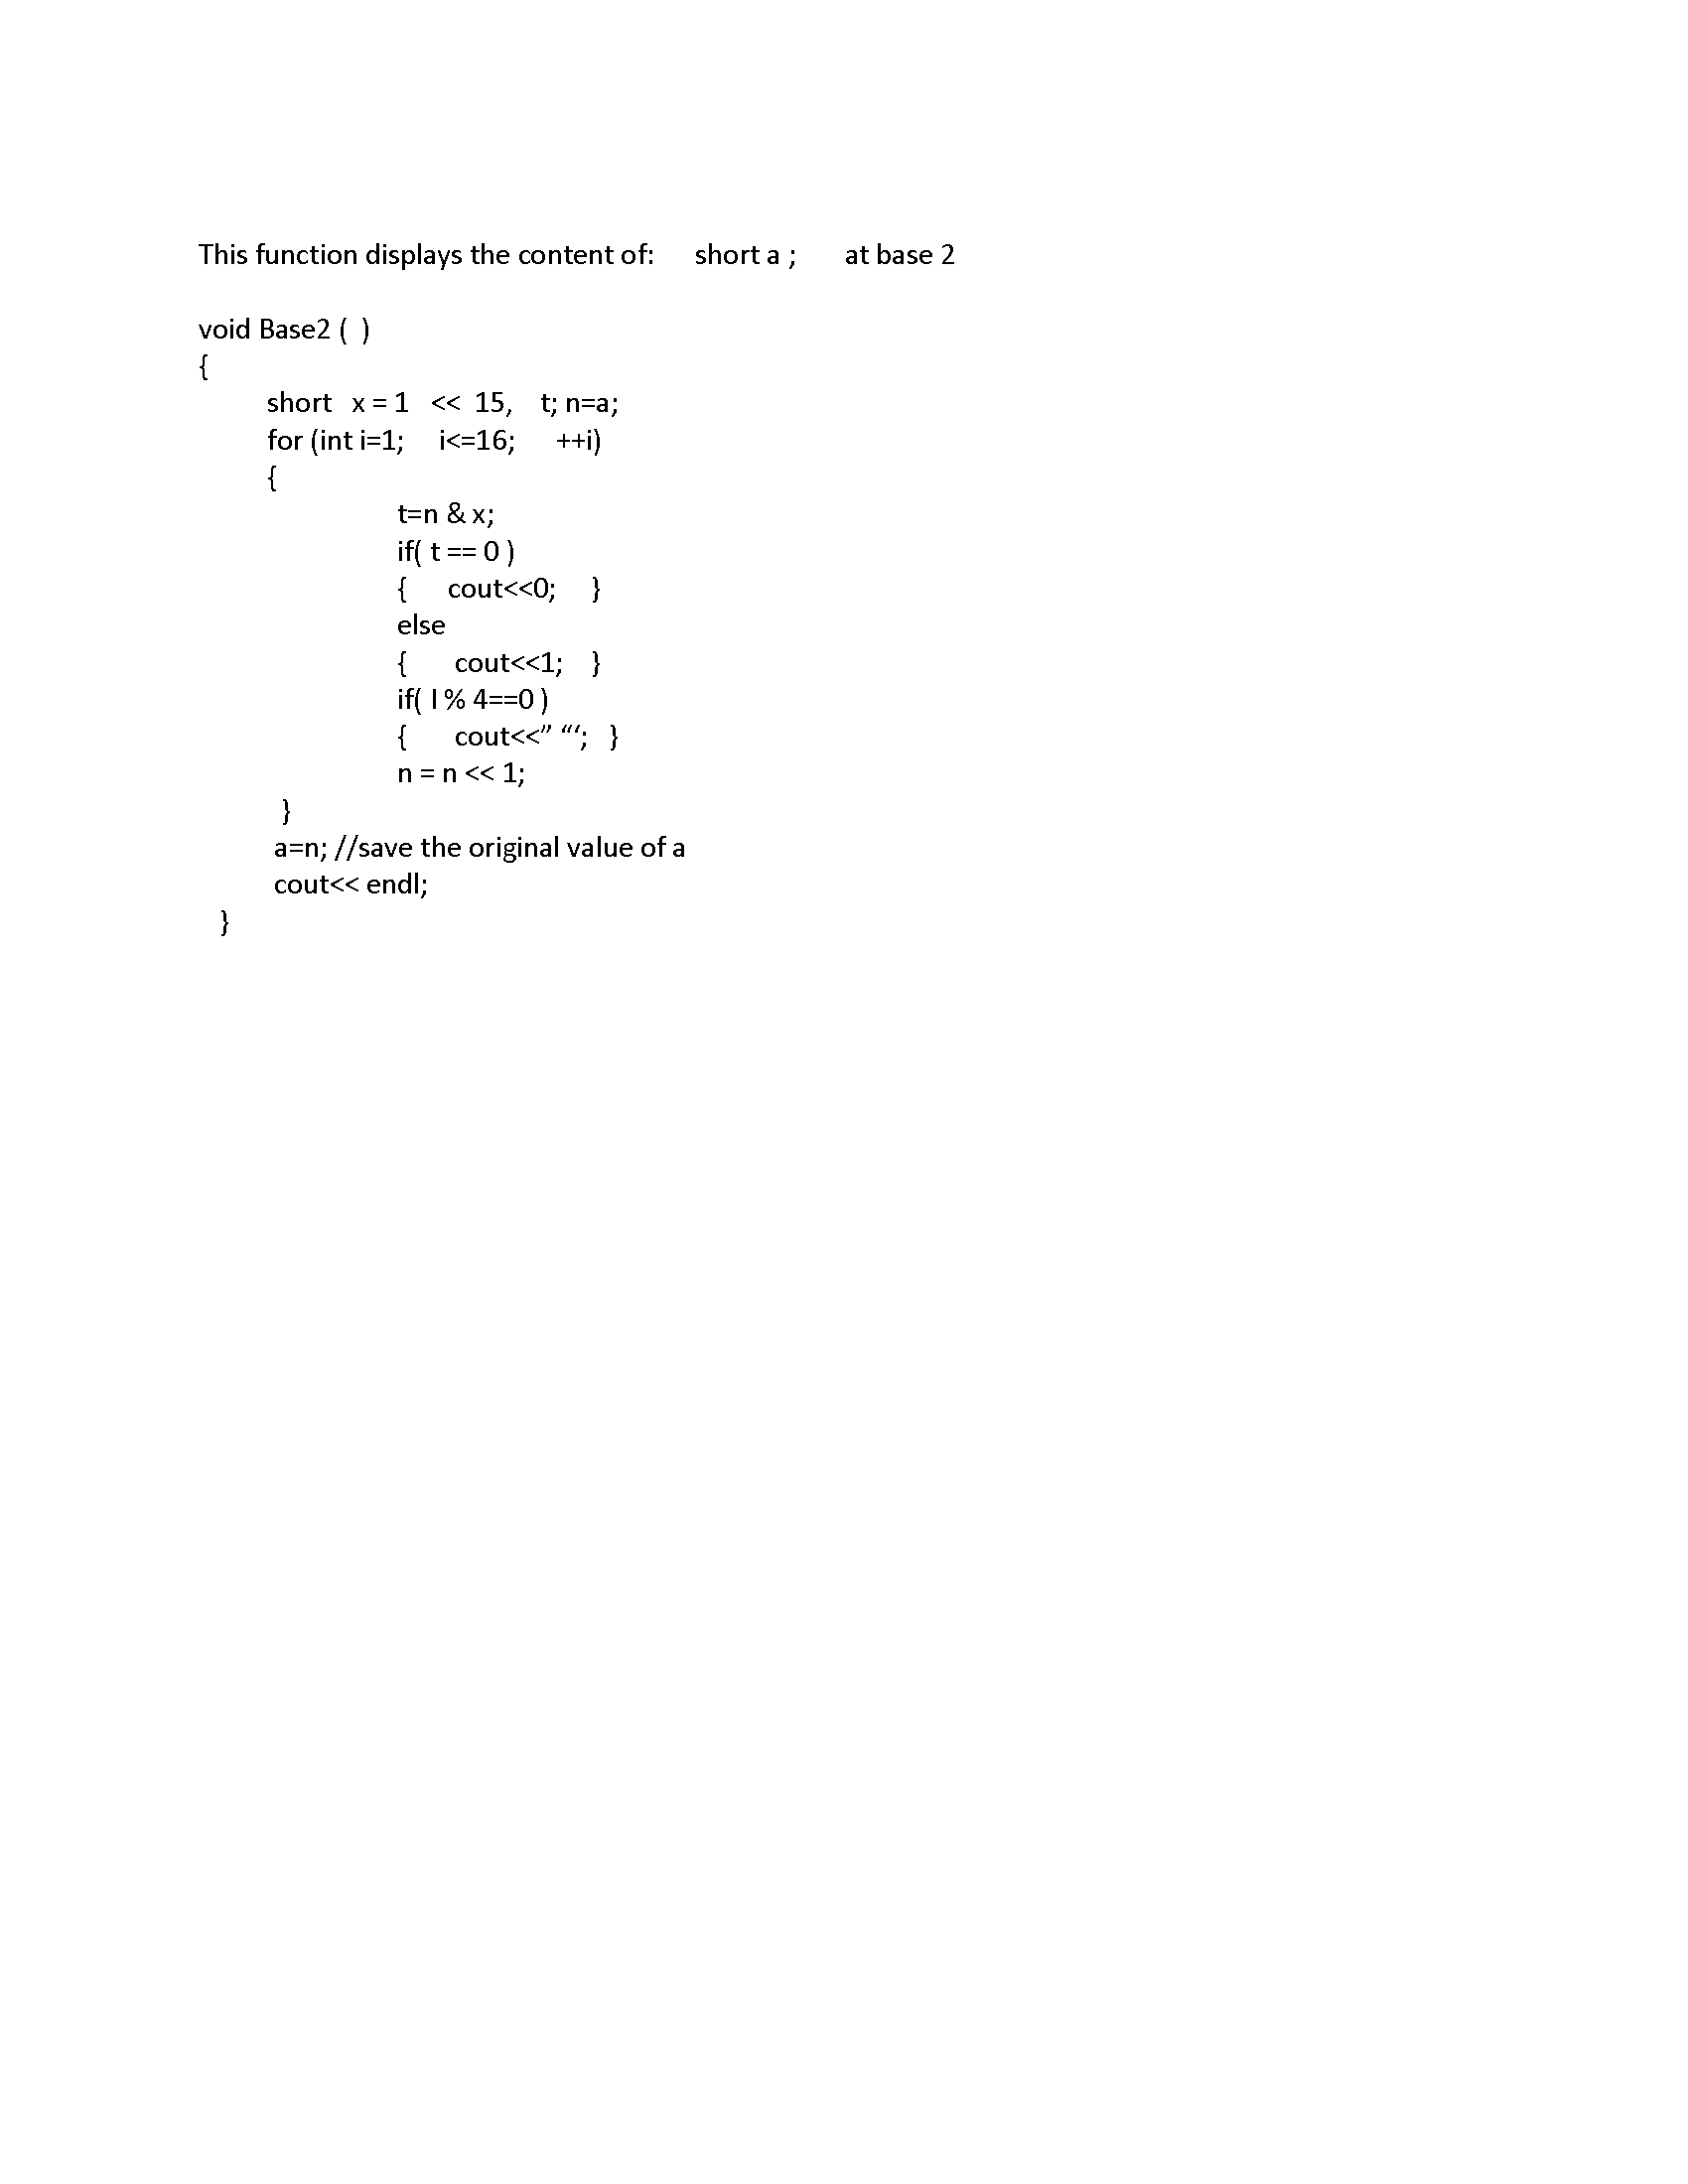 This function displays the content of: short a ; at base 2
void Base2 ( )
{
short x = 1 << 15, t; n=a;
for (int i=1; i<=16; ++i)
{
t=n & x;
if( t == 0 )
{ cout<<0; }
else
{ cout<<1; }
if( I % 4==0 )
{ cout<<” “‘; }
n = n << 1;
}
a=n; //save the original value of a
cout<< endl;
}